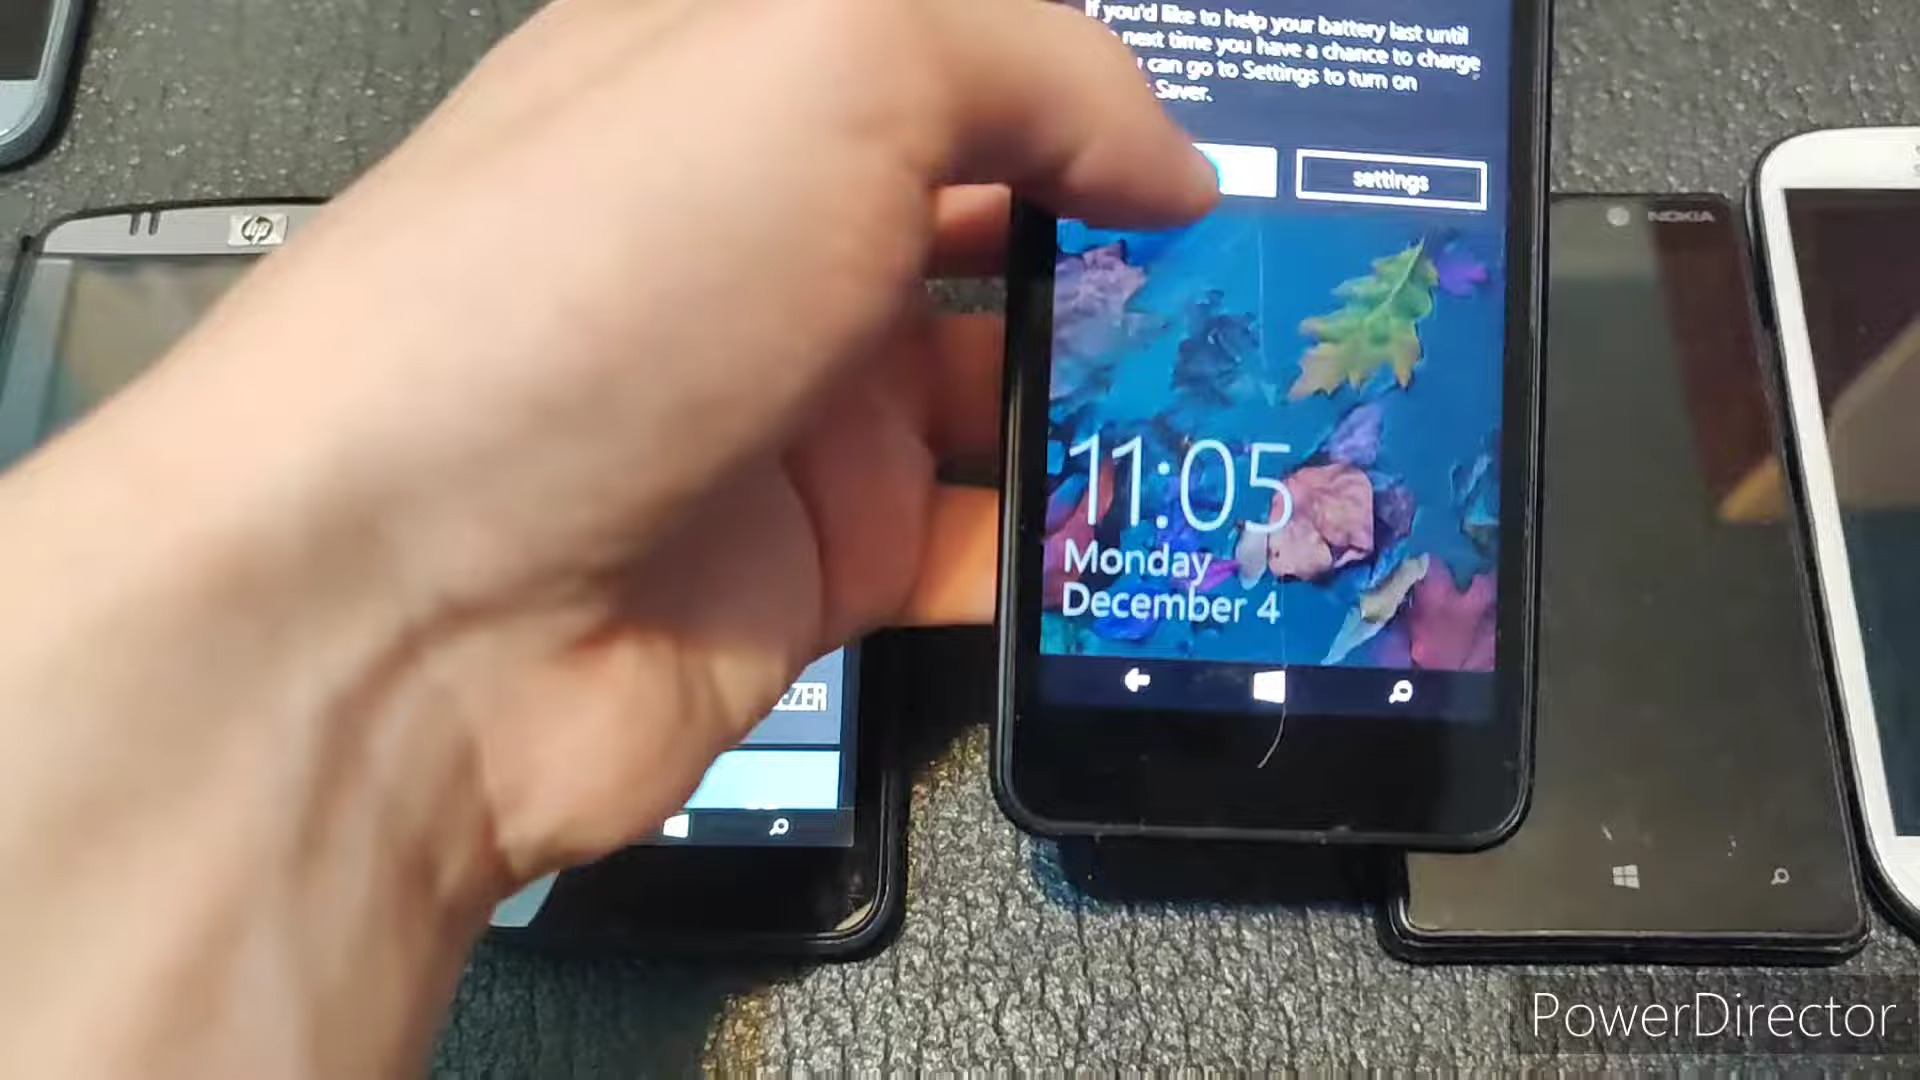 If you'd like to help your battery last until
next time you have a chance to charge
can go to Settings to turn on
Saver.
settings
hp
NOKIA
11:05
Monday
December 4
EZER
PowerDirector